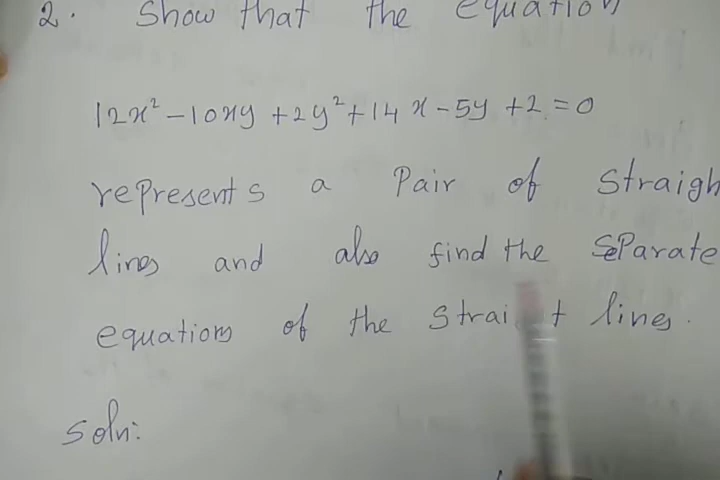 2. Show that the equation
12x² - 10xy + 2y² + 14x - 5y + 2 = 0
represents a Pair of Straigh
lines and also find the SeParate
equations of the lines.
Soln: